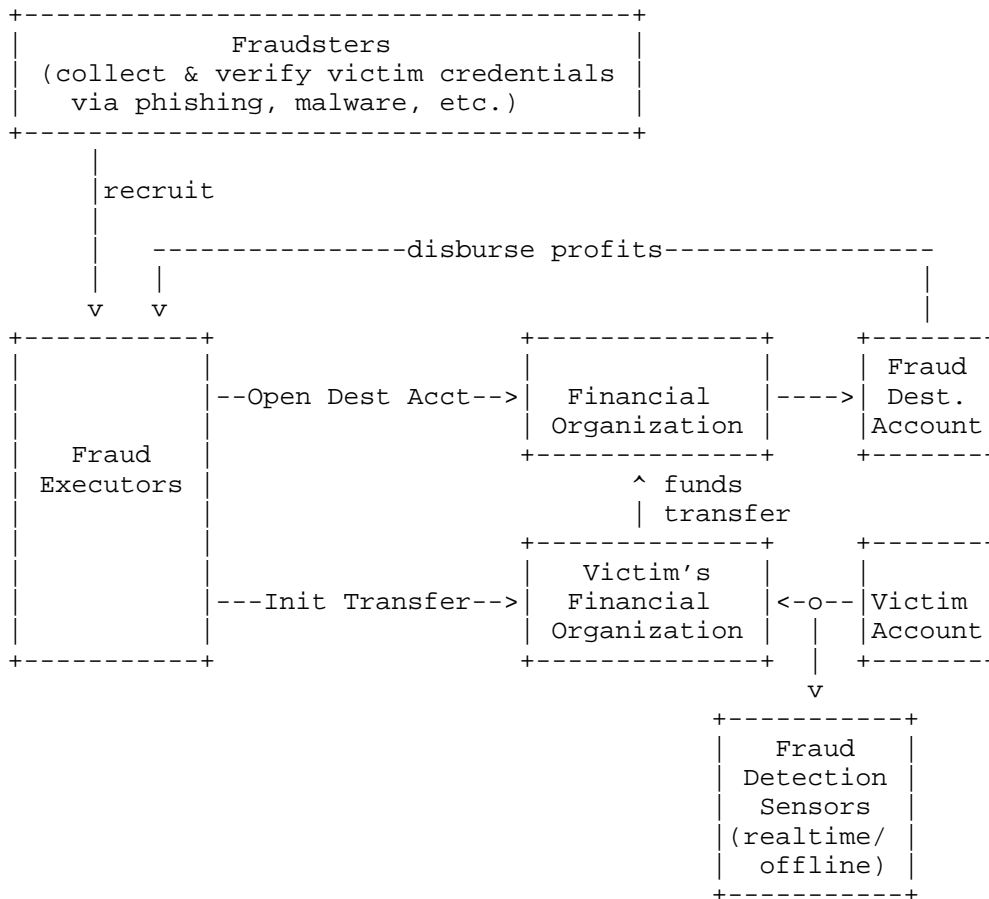 Fraudsters
(collect & verify victim credentials
via phishing, malware, etc.)
recruit
disburse profits
Fraud
Executors
--Open Dest Acct-->
Financial
Organization
---->
Fraud
Dest.
Account
^ funds
| transfer
---Init Transfer-->
Victim's
Financial
Organization
<-o--
Victim
Account
v
Fraud
Detection
Sensors
(realtime/
offline)